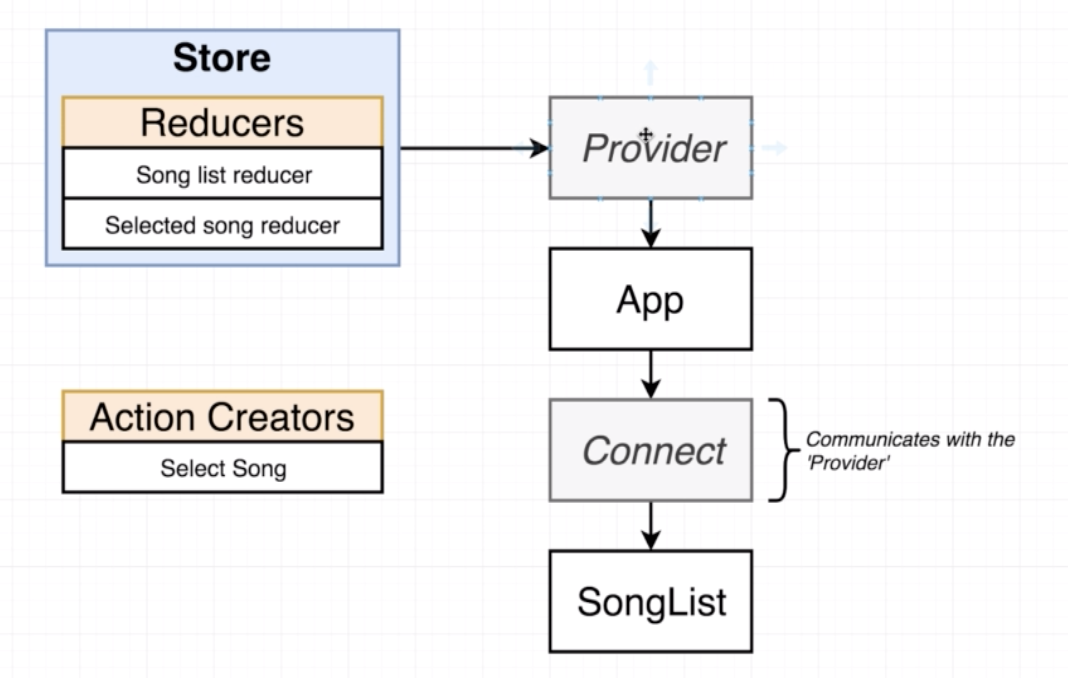 Store
Reducers
Song list reducer
Selected song reducer
Action Creators
Select Song
Provider
App
Connect
Communicates with the
'Provider'
SongList